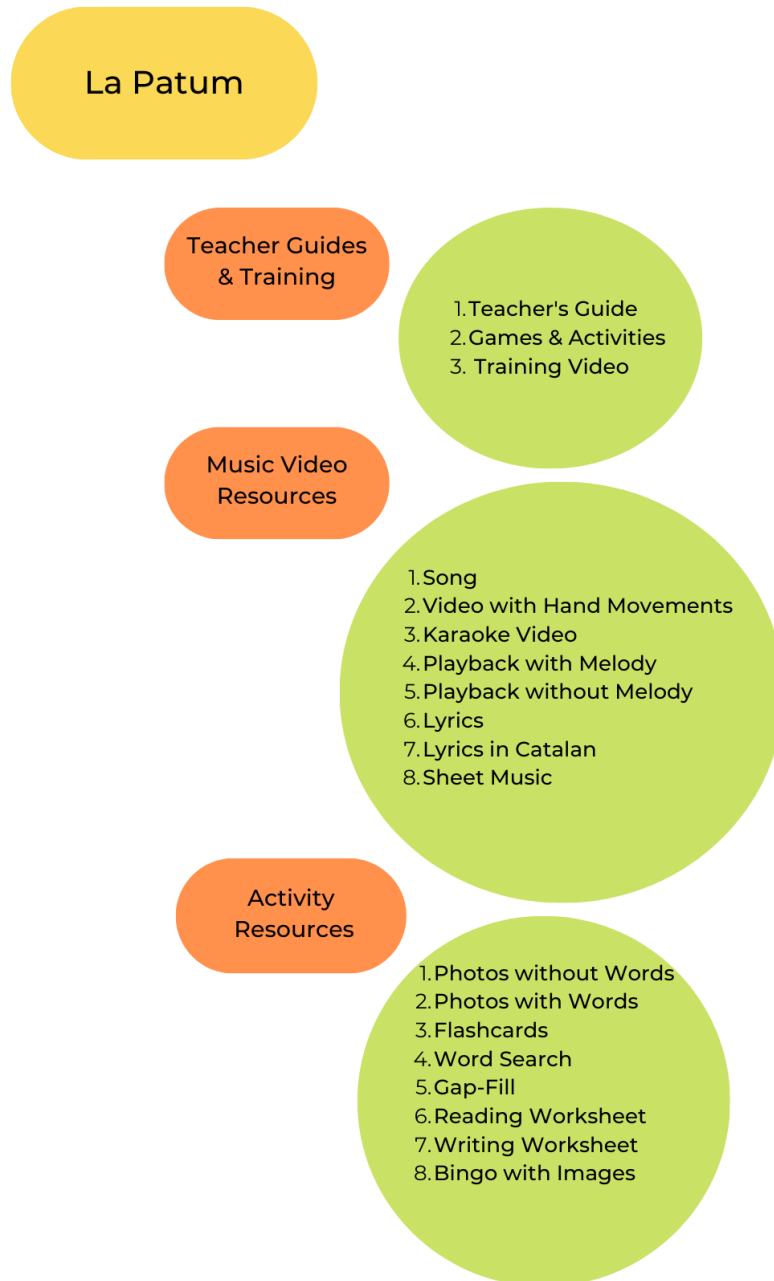 La Patum
Teacher Guides
& Training
1. Teacher's Guide
2. Games & Activities
3. Training Video
Music Video
Resources
1. Song
2. Video with Hand Movements
3. Karaoke Video
4. Playback with Melody
5. Playback without Melody
6. Lyrics
7. Lyrics in Catalan
8. Sheet Music
Activity
Resources
1. Photos without Words
2. Photos with Words
3. Flashcards
4. Word Search
5. Gap-Fill
6. Reading Worksheet
7. Writing Worksheet
8. Bingo with Images